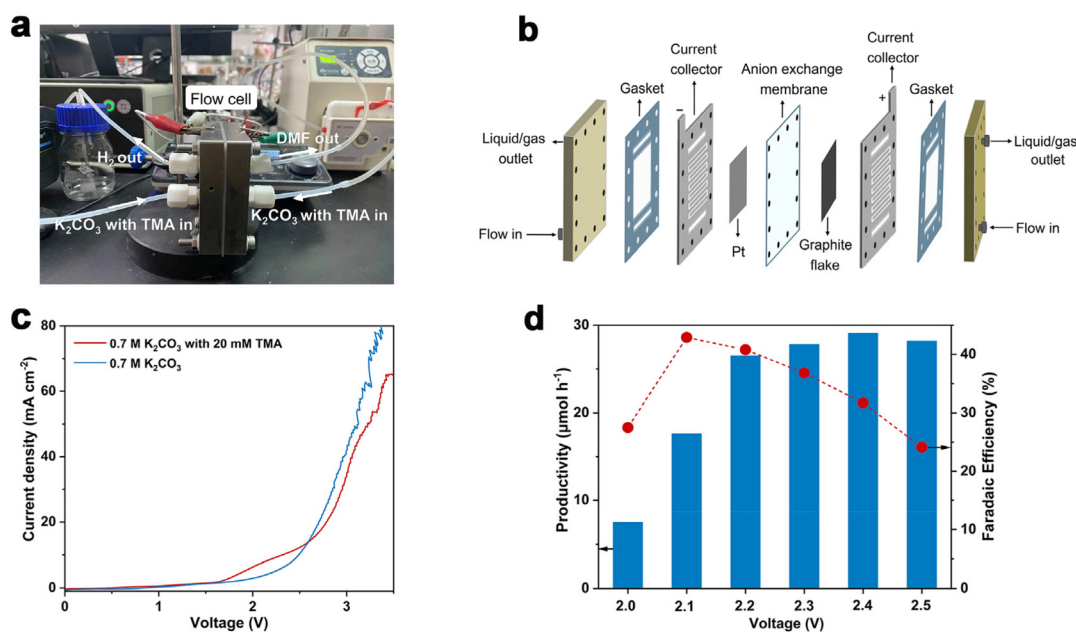 a
Flow cell
H₂ out
DMF out
K₂CO₃ with TMA in
K₂CO₃ with TMA in
b
Current
collector
Current
collector
Gasket
Anion exchange
membrane
Gasket
−
+
Liquid/gas
outlet
Liquid/gas
outlet
Flow in
Pt
Graphite
flake
Flow in
c
80
60
40
20
0
Current density (mA cm⁻²)
0.7 M K₂CO₃ with 20 mM TMA
0.7 M K₂CO₃
0 1 2 3
Voltage (V)
d
30
20
10
0
Productivity (μmol h⁻¹)
40
30
20
10
0
Faradaic Efficiency (%)
2.0 2.1 2.2 2.3 2.4 2.5
Voltage (V)